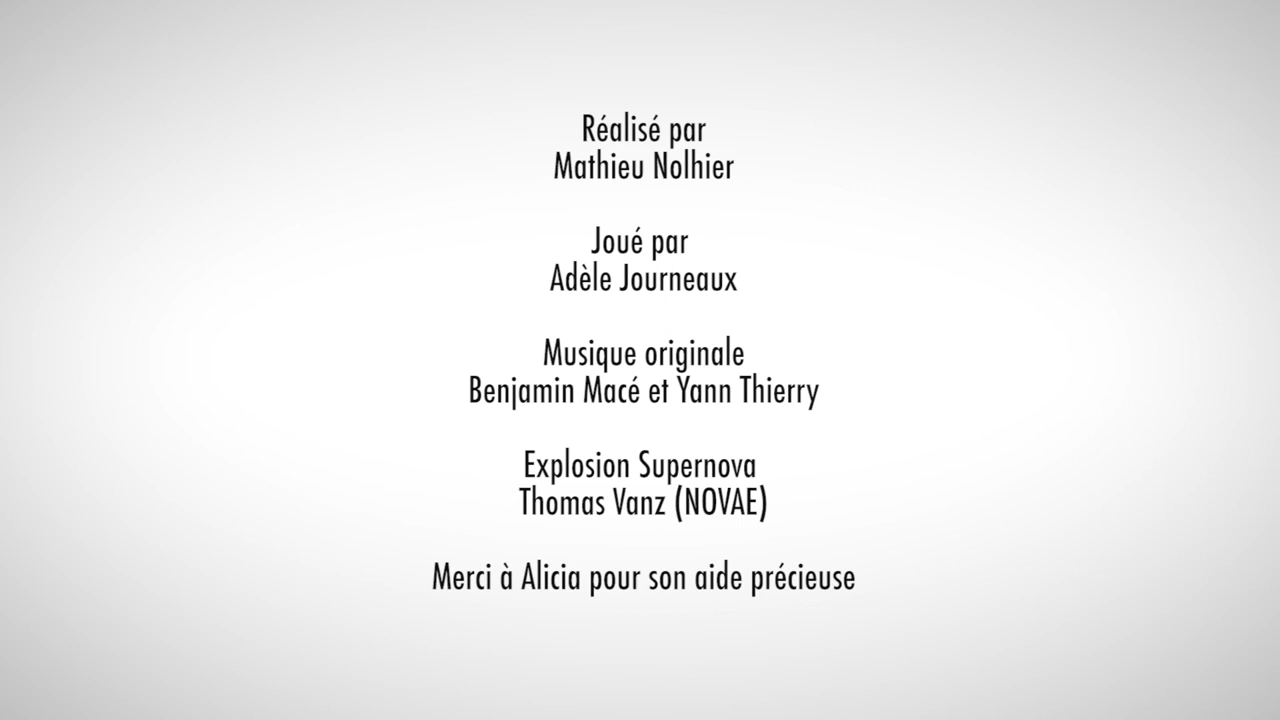 Réalisé par
Mathieu Nolhier
Joué par
Adèle Journeaux
Musique originale
Benjamin Macé et Yann Thierry
Explosion Supernova
Thomas Vanz (NOVAE)
Merci à Alicia pour son aide précieuse